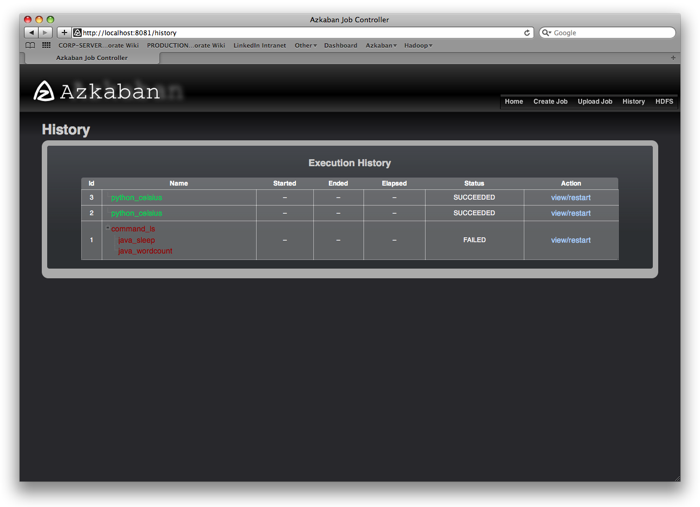 Azkaban Job Controller
http://localhost:8081/history
Google
CORP–SERVER...orate Wiki PRODUCTION...orate Wiki LinkedIn Intranet Other Dashboard Azkaban Hadoop
Azkaban Job Controller
Azkaban
Home Create Job Upload Job History HDFS
History
Execution History
Id Name Started Ended Elapsed Status Action
3 python_celsius – – – SUCCEEDED view/restart
2 python_celsius – – – SUCCEEDED view/restart
command_ls
1 java_sleep – – – FAILED view/restart
java_wordcount